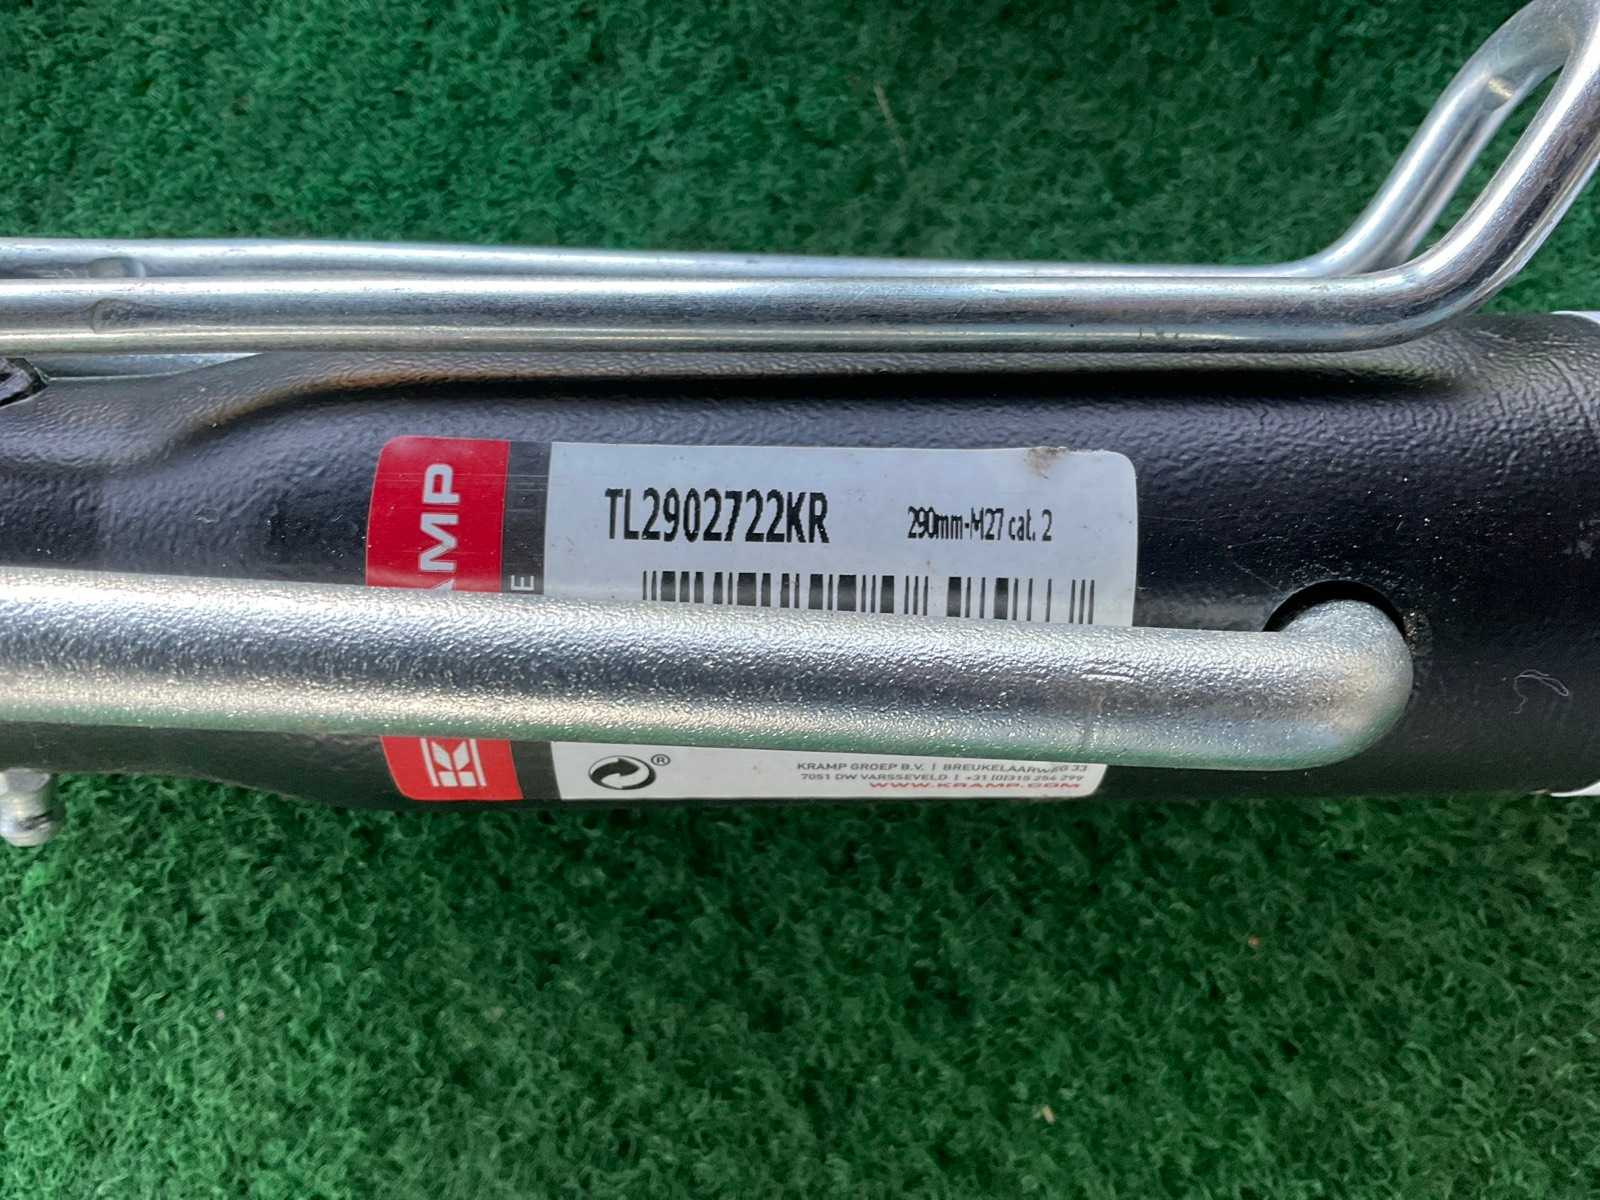 TL2902722KR
290mm-M27 cat. 2
KRAMP GROEP B.V. | BREUKELAARWEG 33
7051 DW VARSSEVELD | +31 (0)315 254 299
WWW.KRAMP.COM